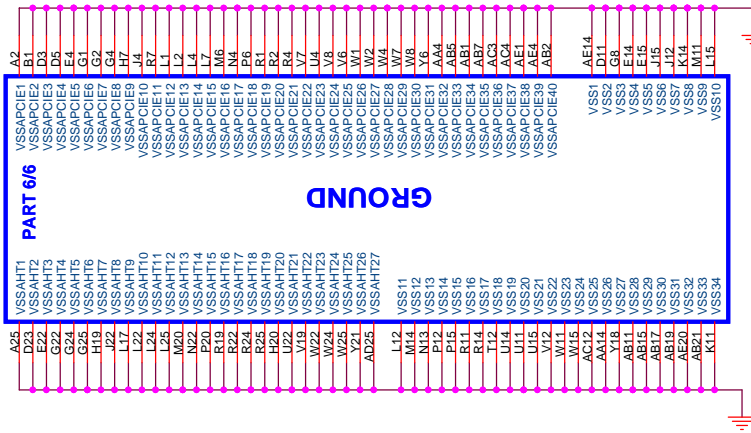 A2
B1
D3
D5
E4
G1
G2
G4
H7
J4
R7
L1
L2
L4
L7
M6
N4
P6
R1
R2
R4
V7
U4
V8
V6
W1
W2
W4
W7
W8
Y6
AA4
AB5
AB1
AB7
AC3
AC4
AE1
AE4
AB2
AE14
D11
G8
E14
E15
J15
J12
K14
M11
L15
VSSAPCIE1
VSSAPCIE2
VSSAPCIE3
VSSAPCIE4
VSSAPCIE5
VSSAPCIE6
VSSAPCIE7
VSSAPCIE8
VSSAPCIE9
VSSAPCIE10
VSSAPCIE11
VSSAPCIE12
VSSAPCIE13
VSSAPCIE14
VSSAPCIE15
VSSAPCIE16
VSSAPCIE17
VSSAPCIE18
VSSAPCIE19
VSSAPCIE20
VSSAPCIE21
VSSAPCIE22
VSSAPCIE23
VSSAPCIE24
VSSAPCIE25
VSSAPCIE26
VSSAPCIE27
VSSAPCIE28
VSSAPCIE29
VSSAPCIE30
VSSAPCIE31
VSSAPCIE32
VSSAPCIE33
VSSAPCIE34
VSSAPCIE35
VSSAPCIE36
VSSAPCIE37
VSSAPCIE38
VSSAPCIE39
VSSAPCIE40
VSS1
VSS2
VSS3
VSS4
VSS5
VSS6
VSS7
VSS8
VSS9
VSS10
PART 6/6
GROUND
VSSAHT1
VSSAHT2
VSSAHT3
VSSAHT4
VSSAHT5
VSSAHT6
VSSAHT7
VSSAHT8
VSSAHT9
VSSAHT10
VSSAHT11
VSSAHT12
VSSAHT13
VSSAHT14
VSSAHT15
VSSAHT16
VSSAHT17
VSSAHT18
VSSAHT19
VSSAHT20
VSSAHT21
VSSAHT22
VSSAHT23
VSSAHT24
VSSAHT25
VSSAHT26
VSSAHT27
VSS11
VSS12
VSS13
VSS14
VSS15
VSS16
VSS17
VSS18
VSS19
VSS20
VSS21
VSS22
VSS23
VSS24
VSS25
VSS26
VSS27
VSS28
VSS29
VSS30
VSS31
VSS32
VSS33
VSS34
A25
D23
E22
G22
G24
G25
H19
J22
L17
L22
L24
L25
M20
N22
P20
R19
R22
R24
R25
H20
U22
V19
W22
W24
W25
Y21
AD25
L12
M14
N13
P12
P15
R11
R14
T12
U14
U11
U15
V12
W11
W15
AC12
AA14
Y18
AB11
AB15
AB17
AB19
AE20
AB21
K11